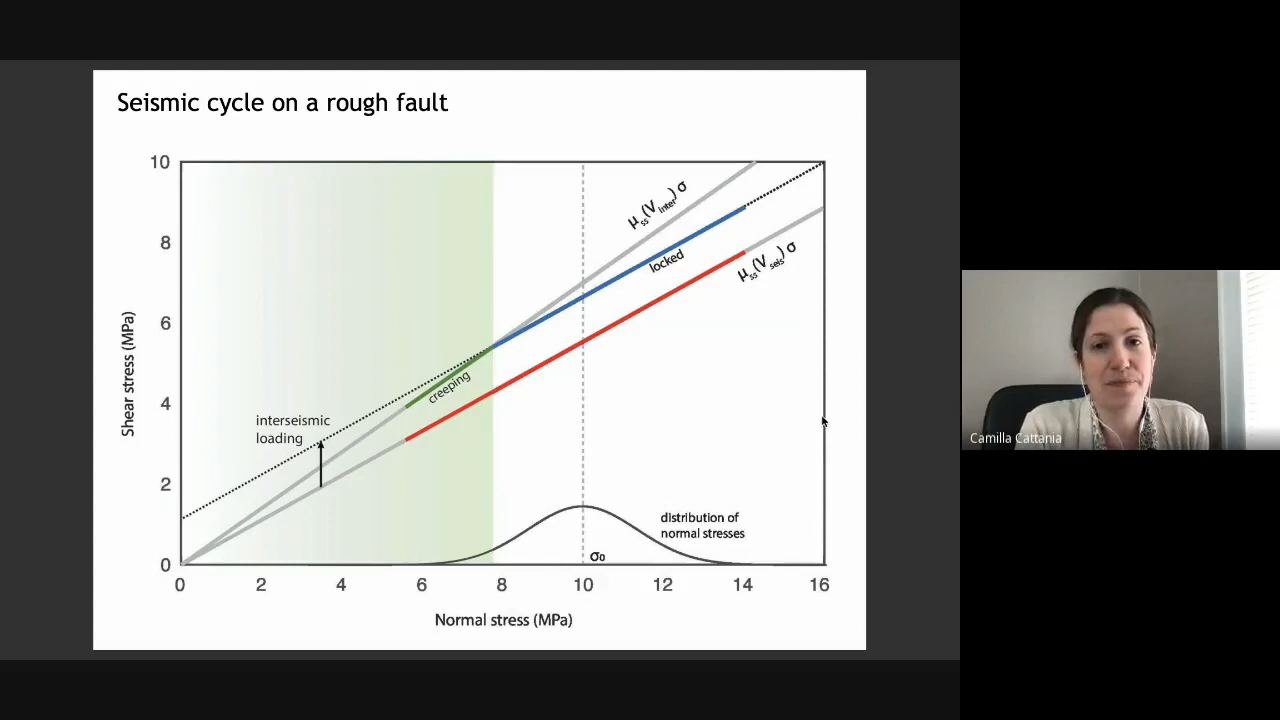 Seismic cycle on a rough fault
10
8
6
4
2
0
Shear stress (MPa)
μss(Vinter) σ
locked
μss(Vseis) σ
creeping
interseismic
loading
distribution of
normal stresses
σ0
0 2 4 6 8 10 12 14 16
Normal stress (MPa)
Camilla Cattania